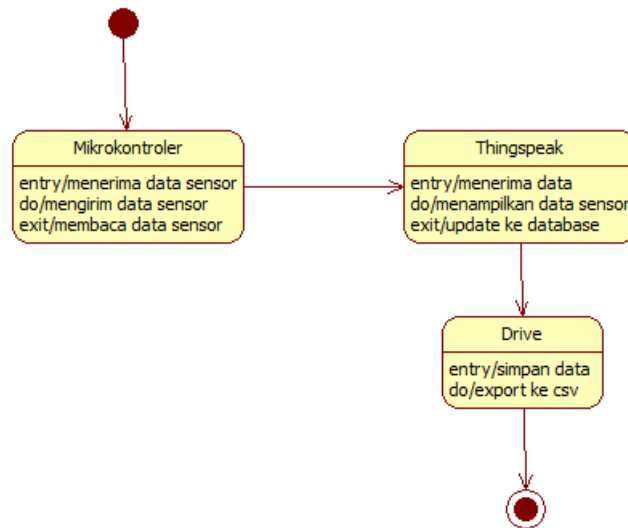 Mikrokontroler
entry/menerima data sensor
do/mengirim data sensor
exit/membaca data sensor
Thingspeak
entry/menerima data
do/menampilkan data sensor
exit/update ke database
Drive
entry/simpan data
do/export ke csv